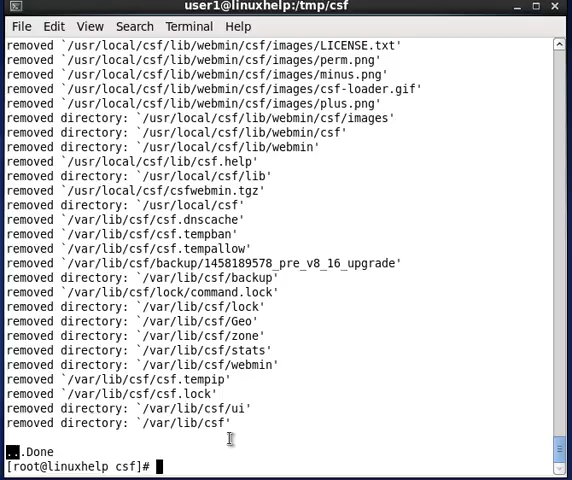 user1@linuxhelp:/tmp/csf
File Edit View Search Terminal Help
removed `/usr/local/csf/lib/webmin/csf/images/LICENSE.txt'
removed `/usr/local/csf/lib/webmin/csf/images/perm.png'
removed `/usr/local/csf/lib/webmin/csf/images/minus.png'
removed `/usr/local/csf/lib/webmin/csf/images/csf-loader.gif'
removed `/usr/local/csf/lib/webmin/csf/images/plus.png'
removed directory: `/usr/local/csf/lib/webmin/csf/images'
removed directory: `/usr/local/csf/lib/webmin/csf'
removed directory: `/usr/local/csf/lib/webmin'
removed `/usr/local/csf/lib/csf.help'
removed directory: `/usr/local/csf/lib'
removed `/usr/local/csf/csfwebmin.tgz'
removed directory: `/usr/local/csf'
removed `/var/lib/csf/csf.dnscache'
removed `/var/lib/csf/csf.tempban'
removed `/var/lib/csf/csf.tempallow'
removed `/var/lib/csf/backup/1458189578_pre_v8_16_upgrade'
removed directory: `/var/lib/csf/backup'
removed `/var/lib/csf/lock/command.lock'
removed directory: `/var/lib/csf/lock'
removed directory: `/var/lib/csf/Geo'
removed directory: `/var/lib/csf/zone'
removed directory: `/var/lib/csf/stats'
removed directory: `/var/lib/csf/webmin'
removed `/var/lib/csf/csf.tempip'
removed `/var/lib/csf/csf.lock'
removed directory: `/var/lib/csf/ui'
removed directory: `/var/lib/csf'
...Done
[root@linuxhelp csf]#